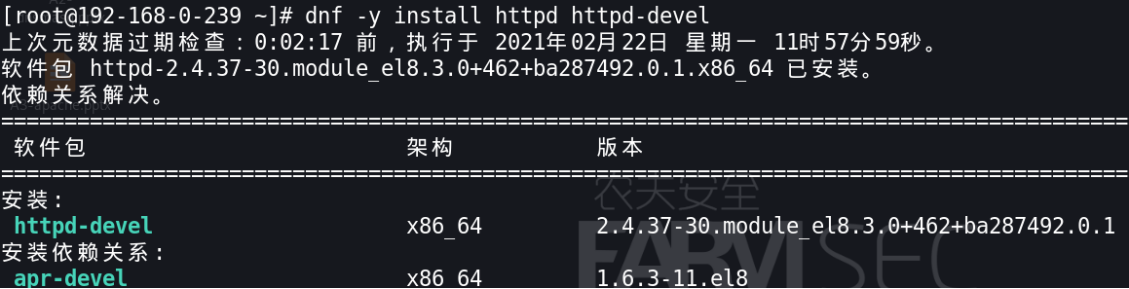 [root@192-168-0-239 ~]# dnf -y install httpd httpd-devel
上次元数据过期检查：0:02:17 前，执行于 2021年02月22日 星期一 11时57分59秒。
软件包 httpd-2.4.37-30.module_el8.3.0+462+ba287492.0.1.x86_64 已安装。
依赖关系解决。
A3-apache.pptx
================================================================================
软件包 架构 版本
================================================================================
安装:
农夫安全
httpd-devel x86_64 2.4.37-30.module_el8.3.0+462+ba287492.0.1
安装依赖关系:
FARMSEC
apr-devel x86_64 1.6.3-11.el8